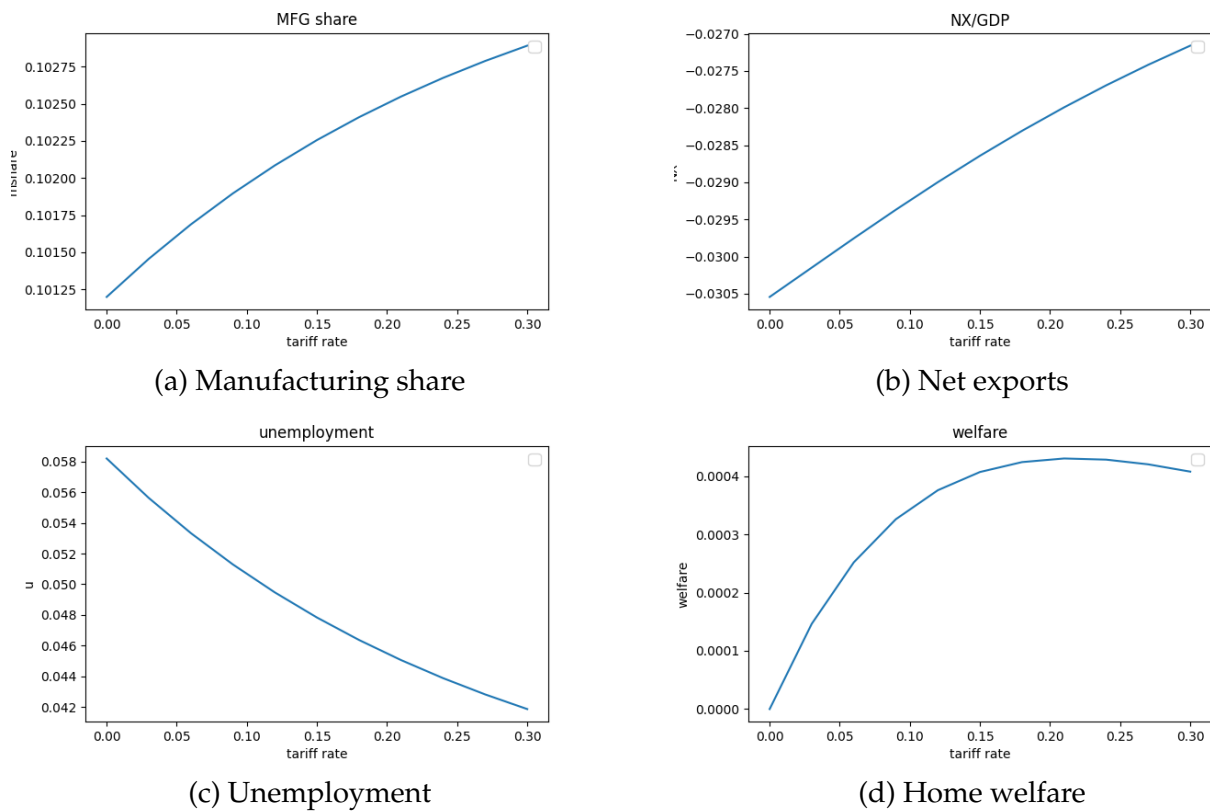 MFG share
0.10275
0.10250
0.10225
0.10200
0.10175
0.10150
0.10125
0.00 0.05 0.10 0.15 0.20 0.25 0.30
tariff rate
(a) Manufacturing share
NX/GDP
−0.0270
−0.0275
−0.0280
−0.0285
−0.0290
−0.0295
−0.0300
−0.0305
0.00 0.05 0.10 0.15 0.20 0.25 0.30
tariff rate
(b) Net exports
unemployment
0.058
0.056
0.054
0.052
0.050
0.048
0.046
0.044
0.042
u
0.00 0.05 0.10 0.15 0.20 0.25 0.30
tariff rate
(c) Unemployment
welfare
0.0004
0.0003
0.0002
0.0001
0.0000
welfare
0.00 0.05 0.10 0.15 0.20 0.25 0.30
tariff rate
(d) Home welfare